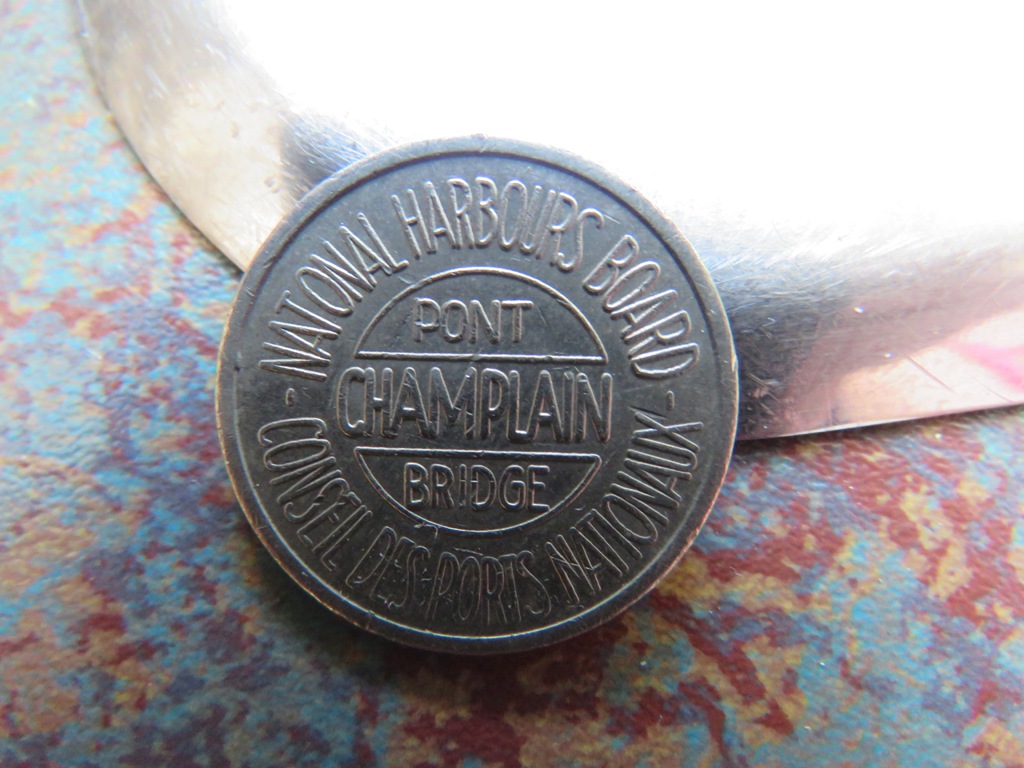 NATIONAL HARBOURS BOARD
PONT
CHAMPLAIN
BRIDGE
CONSEIL DES PORTS NATIONAUX